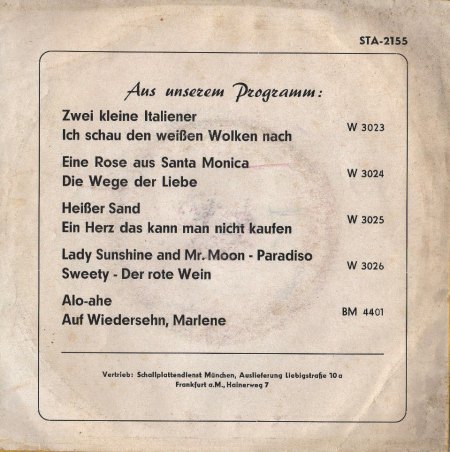 STA-2155
Aus unserem Programm:
Zwei kleine Italiener
Ich schau den weißen Wolken nach W 3023
Eine Rose aus Santa Monica
Die Wege der Liebe W 3024
Heißer Sand
Ein Herz das kann man nicht kaufen W 3025
Lady Sunshine and Mr. Moon - Paradiso
Sweety - Der rote Wein W 3026
Alo-ahe
Auf Wiedersehn, Marlene BM 4401
Vertrieb: Schallplattendienst München, Auslieferung Liebigstraße 10 a
Frankfurt a.M., Hainerweg 7